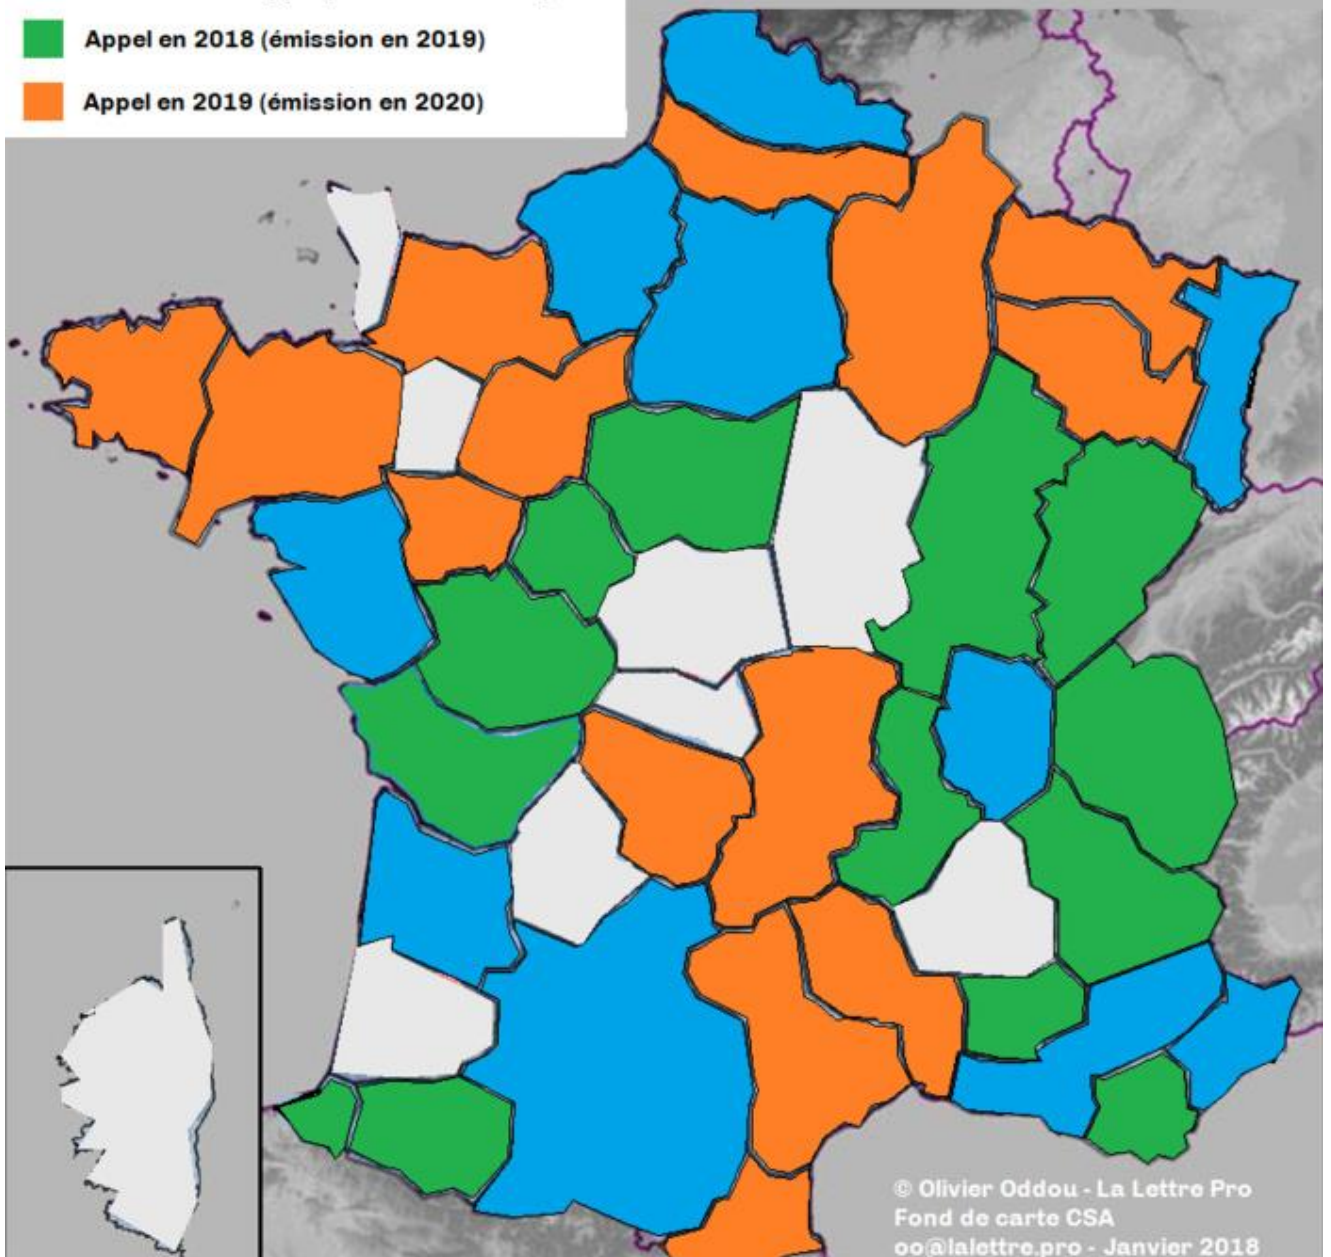 Appel en 2018 (émission en 2019)
Appel en 2019 (émission en 2020)
© Olivier Oddou - La Lettre Pro
Fond de carte CSA
oo@lalettre.pro - Janvier 2018